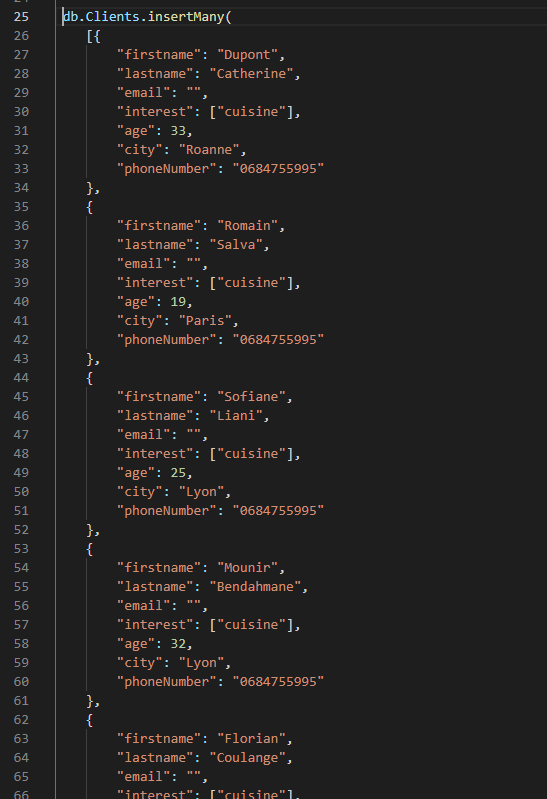 25 db.Clients.insertMany(
26 [{
27 "firstname": "Dupont",
28 "lastname": "Catherine",
29 "email": "",
30 "interest": ["cuisine"],
31 "age": 33,
32 "city": "Roanne",
33 "phoneNumber": "0684755995"
34 },
35 {
36 "firstname": "Romain",
37 "lastname": "Salva",
38 "email": "",
39 "interest": ["cuisine"],
40 "age": 19,
41 "city": "Paris",
42 "phoneNumber": "0684755995"
43 },
44 {
45 "firstname": "Sofiane",
46 "lastname": "Liani",
47 "email": "",
48 "interest": ["cuisine"],
49 "age": 25,
50 "city": "Lyon",
51 "phoneNumber": "0684755995"
52 },
53 {
54 "firstname": "Mounir",
55 "lastname": "Bendahmane",
56 "email": "",
57 "interest": ["cuisine"],
58 "age": 32,
59 "city": "Lyon",
60 "phoneNumber": "0684755995"
61 },
62 {
63 "firstname": "Florian",
64 "lastname": "Coulange",
65 "email": "",
66 "interest": ["cuisine"],